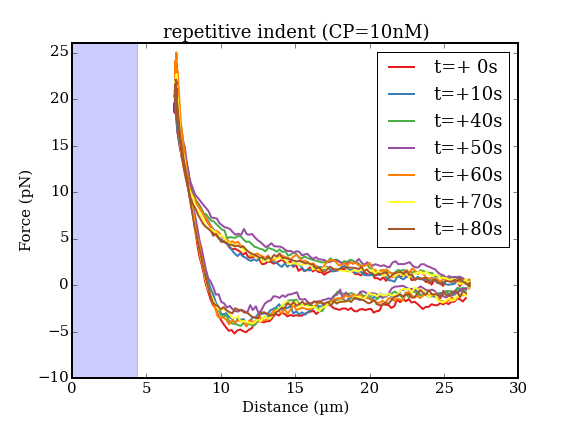 repetitive indent (CP=10nM)
25
20
15
10
5
0
−5
−10
Force (pN)
t=+ 0s
t=+10s
t=+40s
t=+50s
t=+60s
t=+70s
t=+80s
0 5 10 15 20 25 30
Distance (µm)